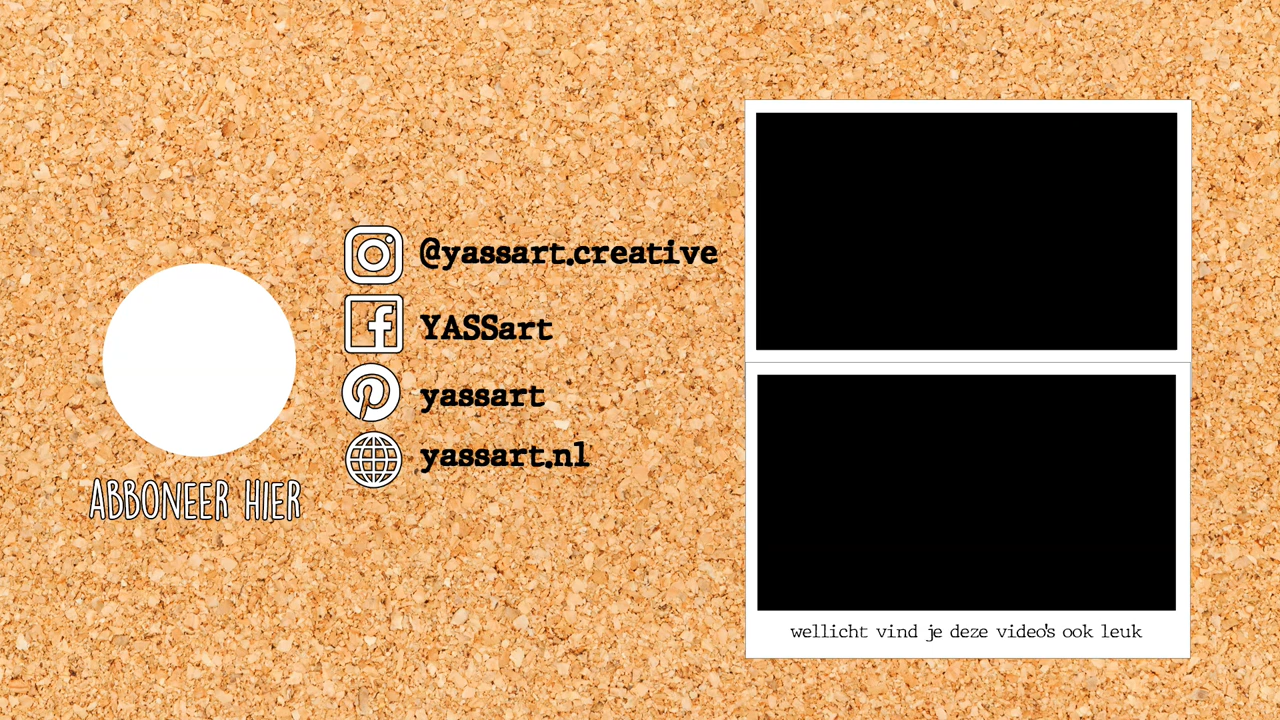 @yassart.creative
YASSart
yassart
yassart.nl
ABBONEER HIER
wellicht vind je deze video's ook leuk